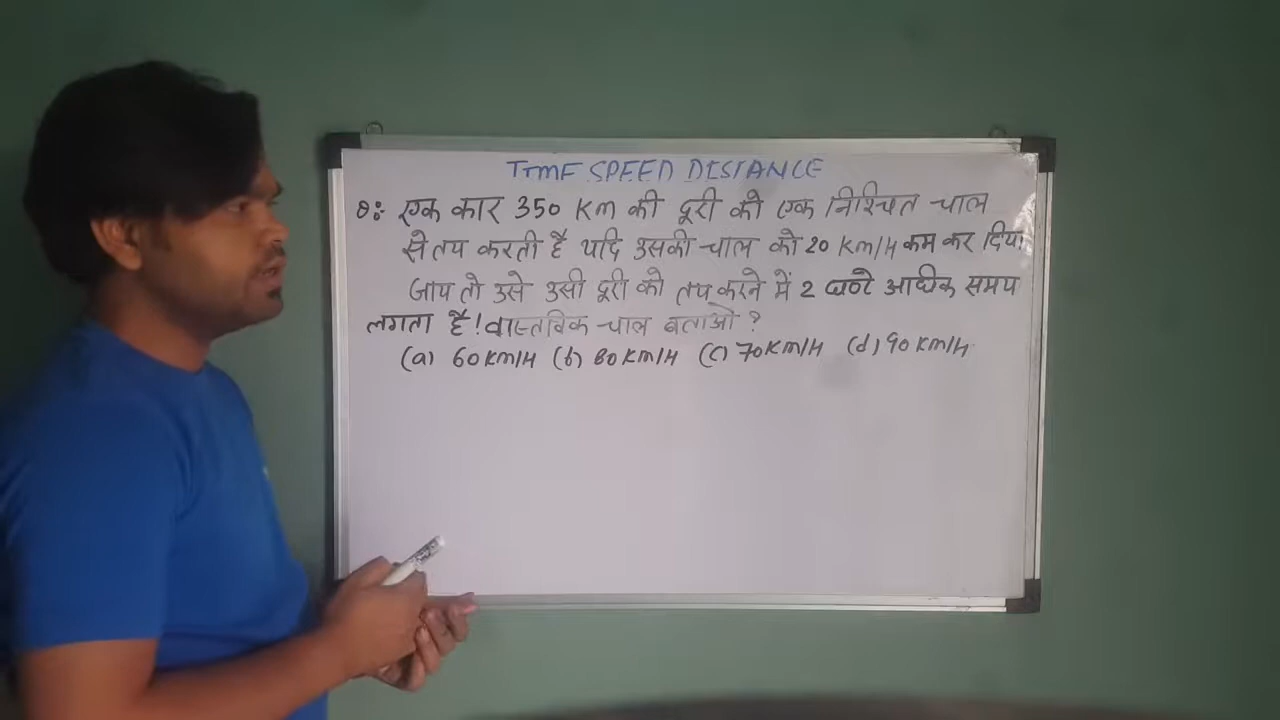 TIME SPEED DISTANCE
Q: एक कार 350 Km की दूरी को एक निश्चित चाल
से तय करती है यदि उसकी चाल को 20 Km/H कम कर दिया
जाय तो उसे उसी दूरी को तय करने में 2 घण्टे अधिक समय
लगता है! वास्तविक चाल बताओ ?
(a) 60 Km/H (b) 80 Km/H (c) 70 Km/H (d) 90 Km/H